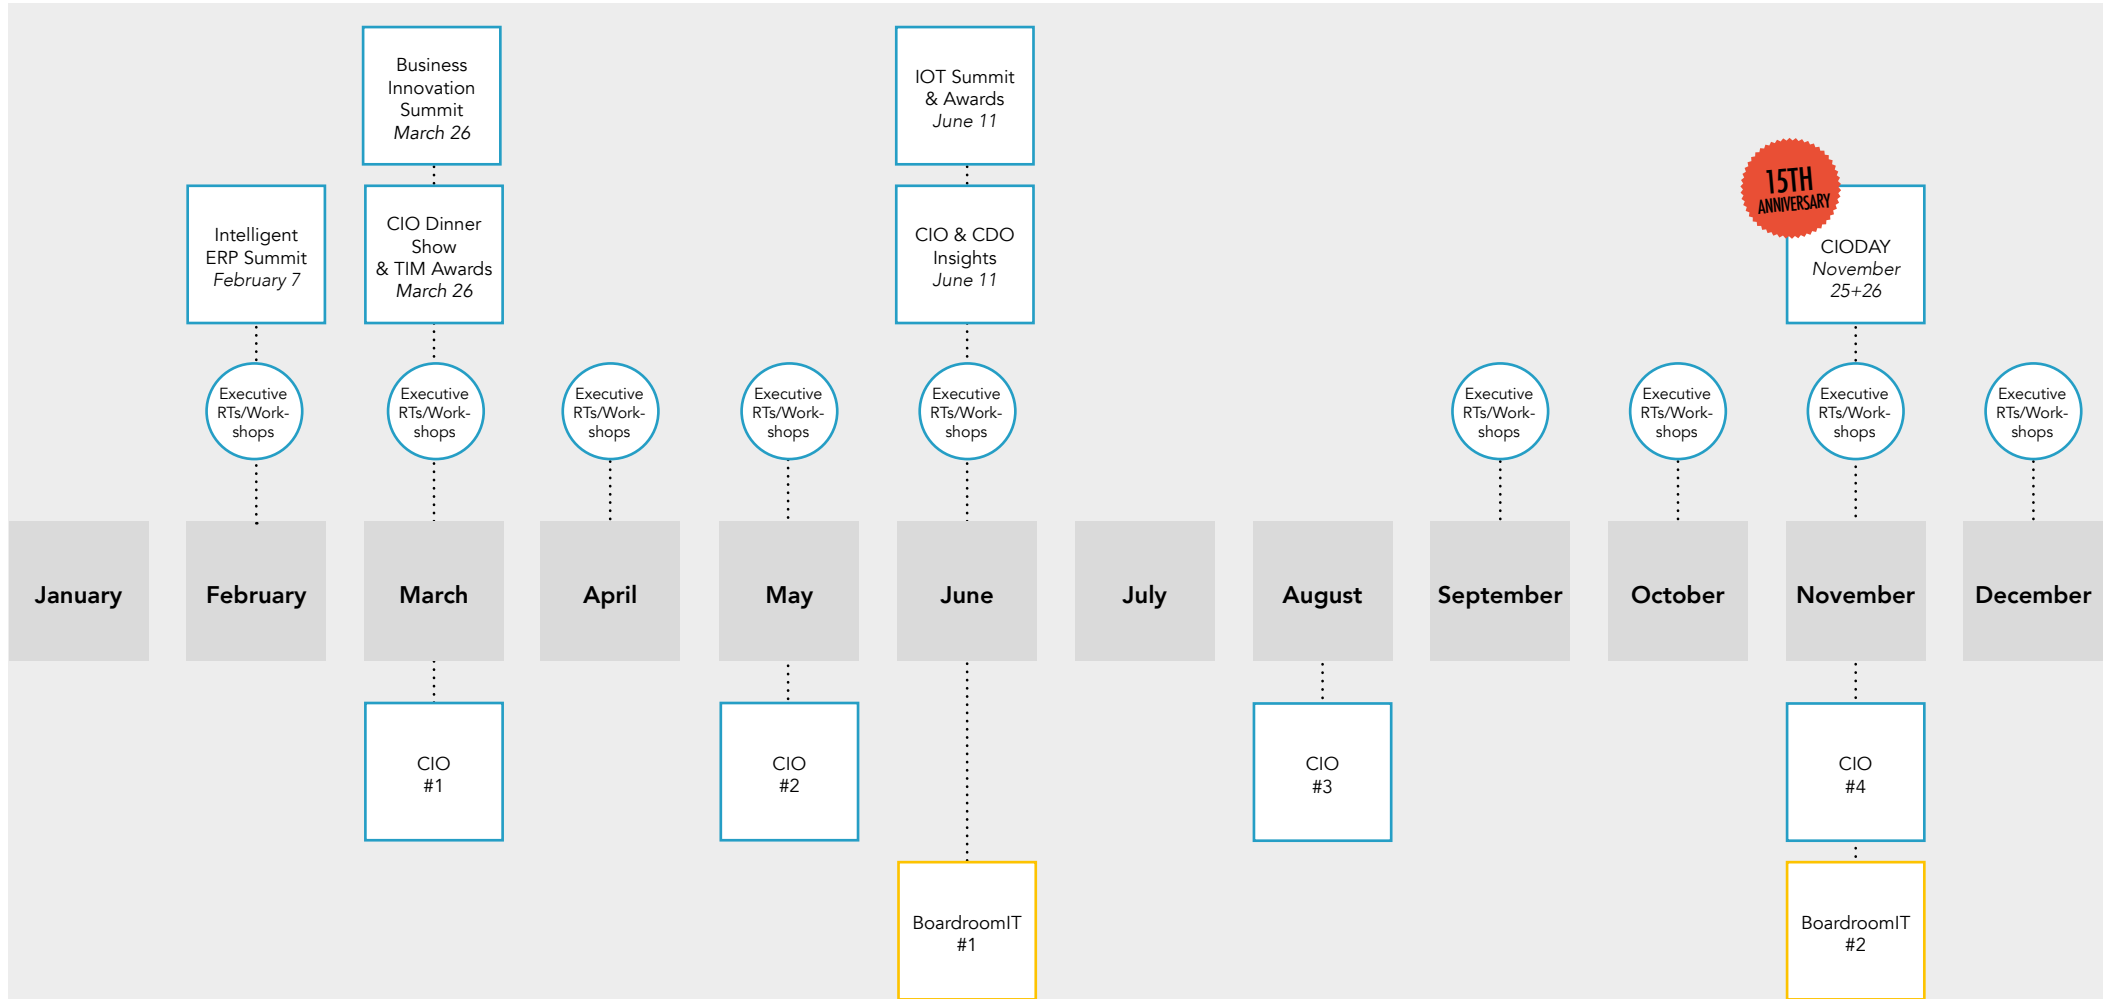 Business
Innovation
Summit
March 26
IOT Summit
& Awards
June 11
Intelligent
ERP Summit
February 7
CIO Dinner
Show
& TIM Awards
March 26
CIO & CDO
Insights
June 11
15TH
ANNIVERSARY
CIODAY
November
25+26
Executive
RTs/Work-
shops
Executive
RTs/Work-
shops
Executive
RTs/Work-
shops
Executive
RTs/Work-
shops
Executive
RTs/Work-
shops
Executive
RTs/Work-
shops
Executive
RTs/Work-
shops
Executive
RTs/Work-
shops
Executive
RTs/Work-
shops
January
February
March
April
May
June
July
August
September
October
November
December
CIO
#1
CIO
#2
CIO
#3
CIO
#4
BoardroomIT
#1
BoardroomIT
#2